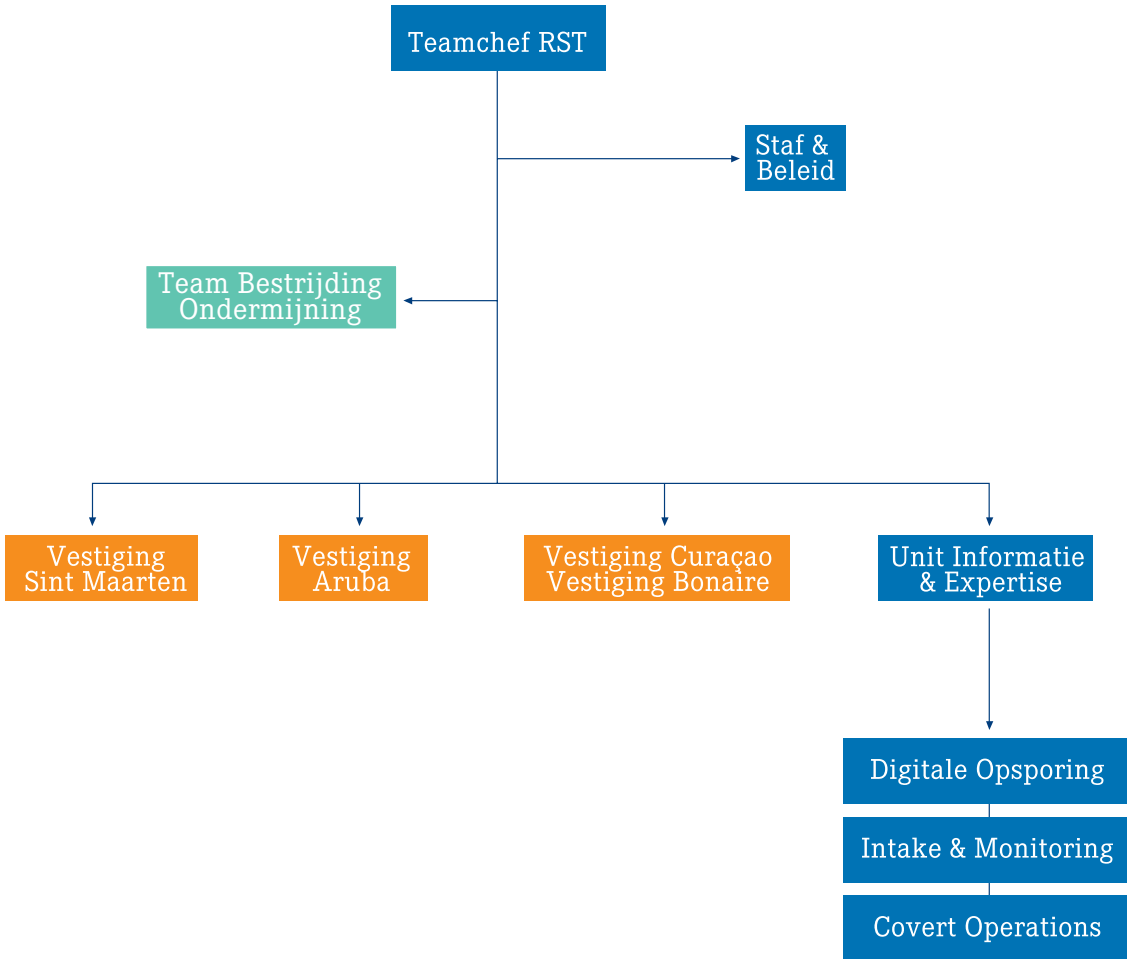 Teamchef RST
Staf &
Beleid
Team Bestrijding
Ondermijning
Vestiging
Sint Maarten
Vestiging
Aruba
Vestiging Curaçao
Vestiging Bonaire
Unit Informatie
& Expertise
Digitale Opsporing
Intake & Monitoring
Covert Operations